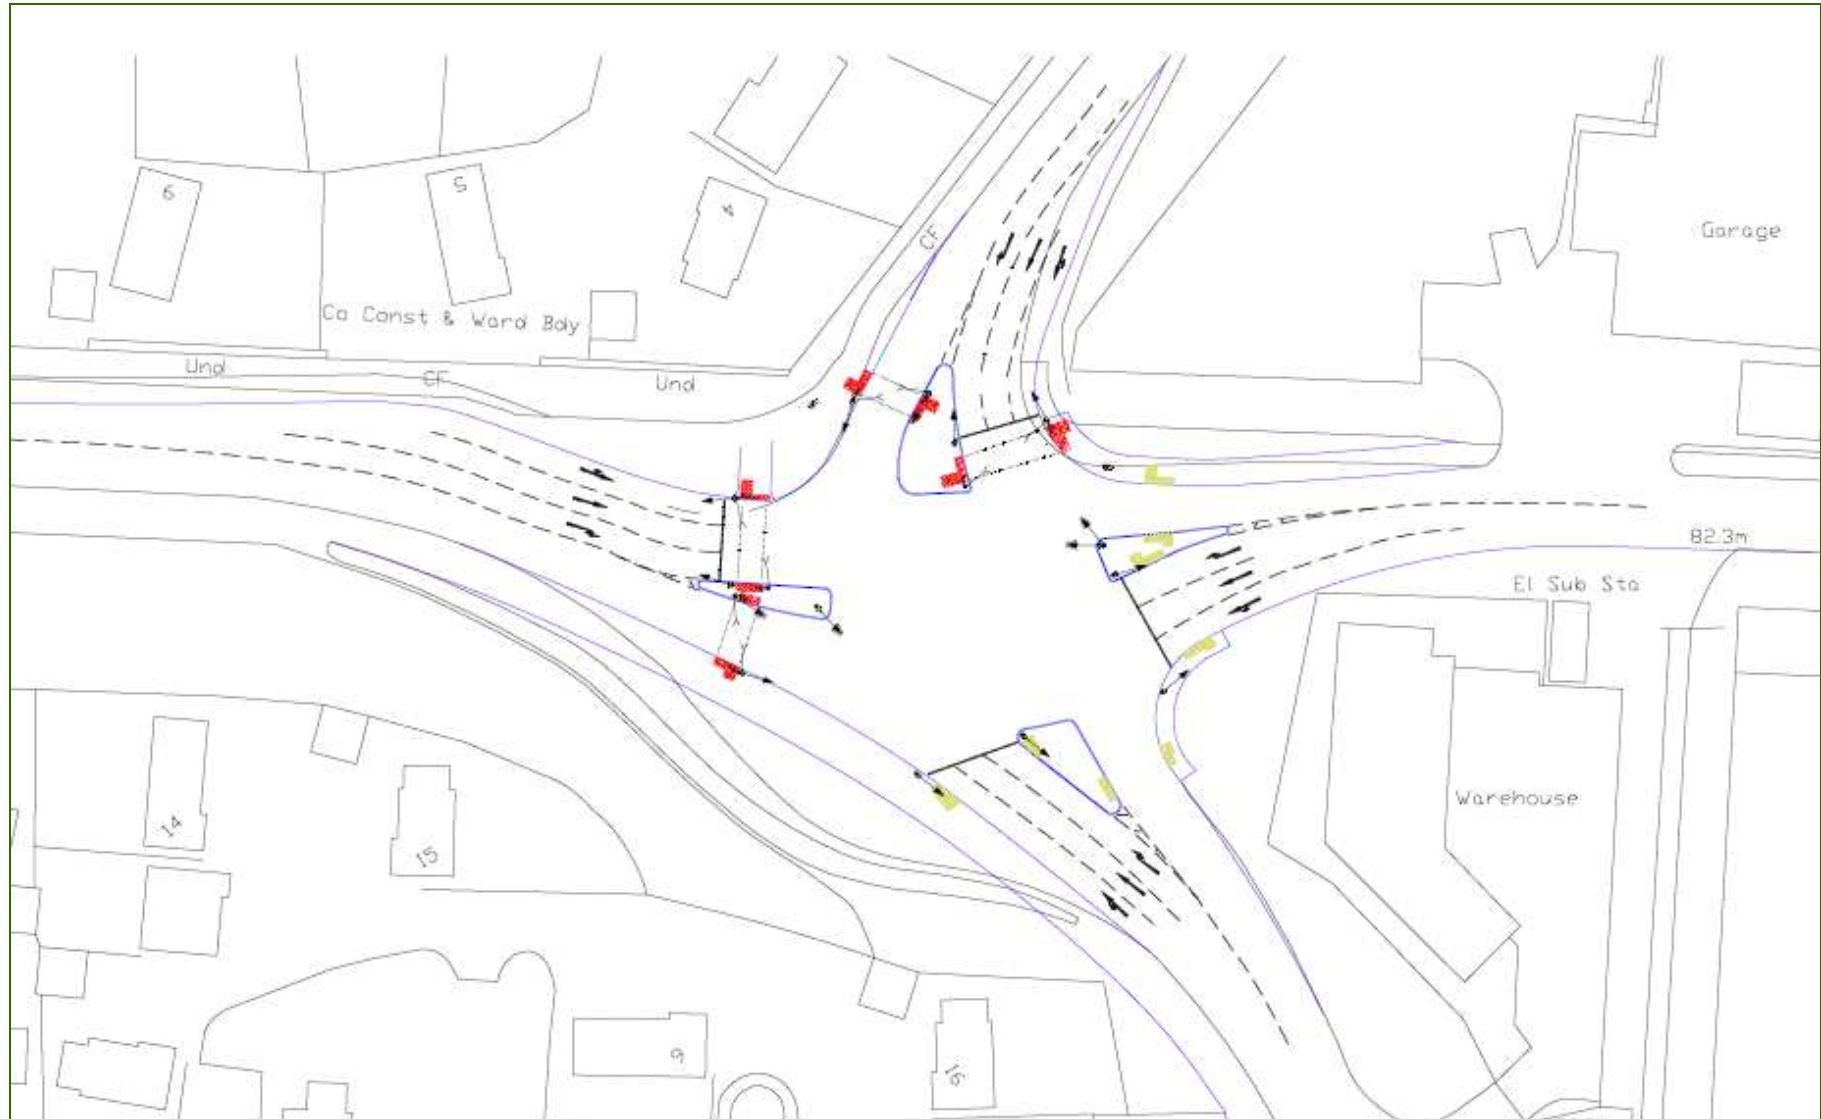 6
5
4
CF
Garage
Co Const & Ward Bdy
Und
CF
Und
82.3m
El Sub Sta
Warehouse
14
15
9
16